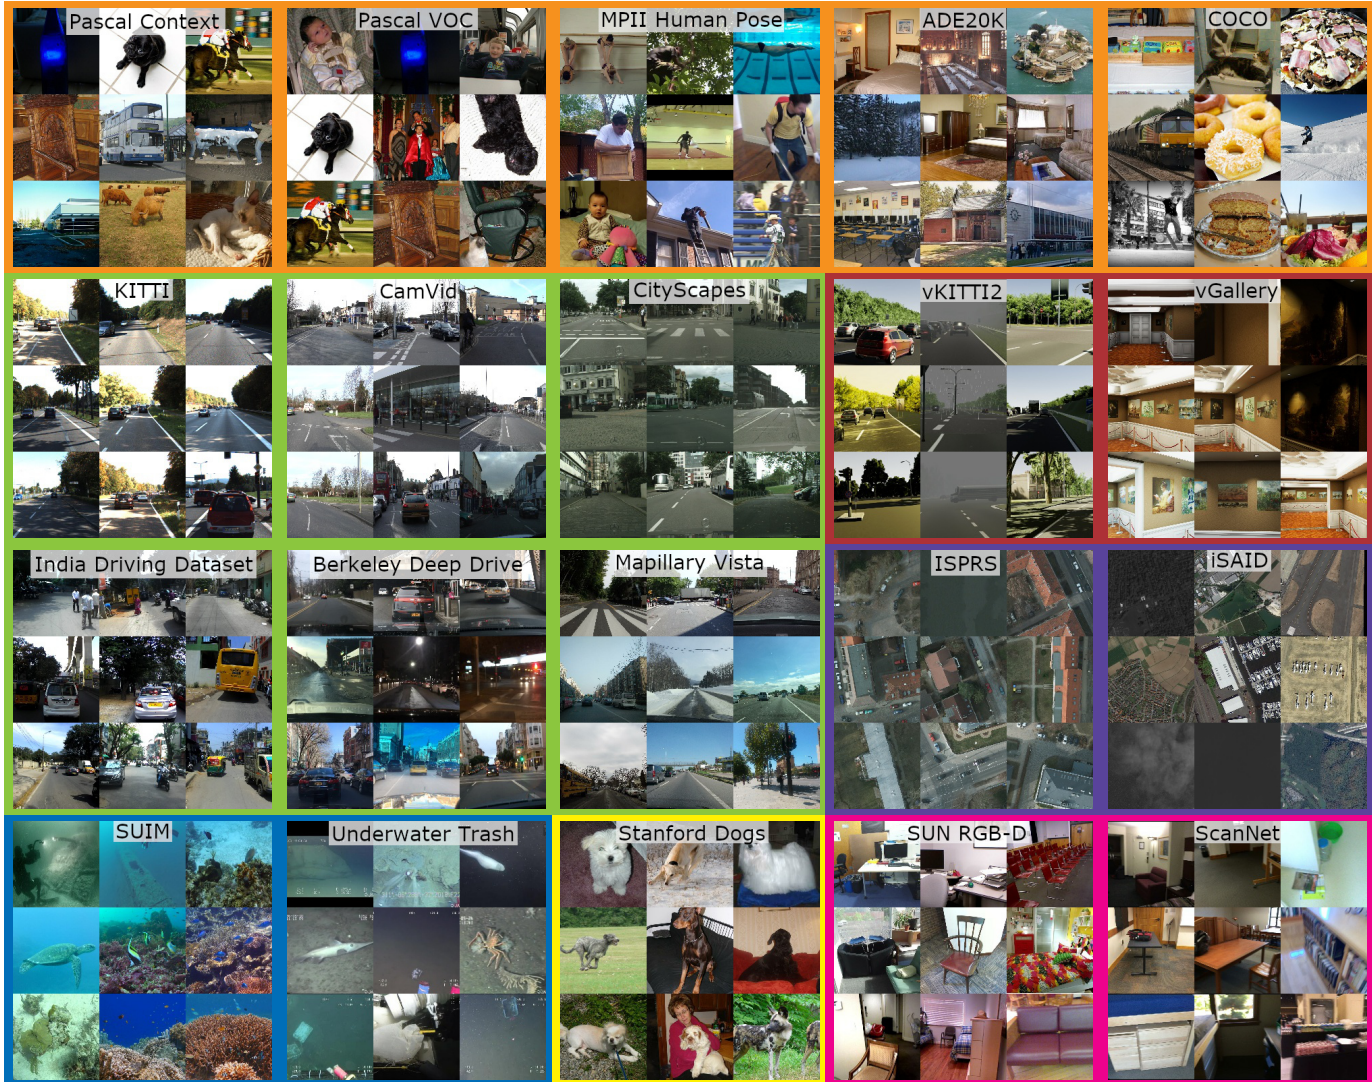 Pascal Context
Pascal VOC
MPII Human Pose
ADE20K
COCO
KITTI
CamVid
CityScapes
vKITTI2
vGallery
India Driving Dataset
Berkeley Deep Drive
Mapillary Vista
ISPRS
iSAID
SUIM
Underwater Trash
Stanford Dogs
SUN RGB-D
ScanNet